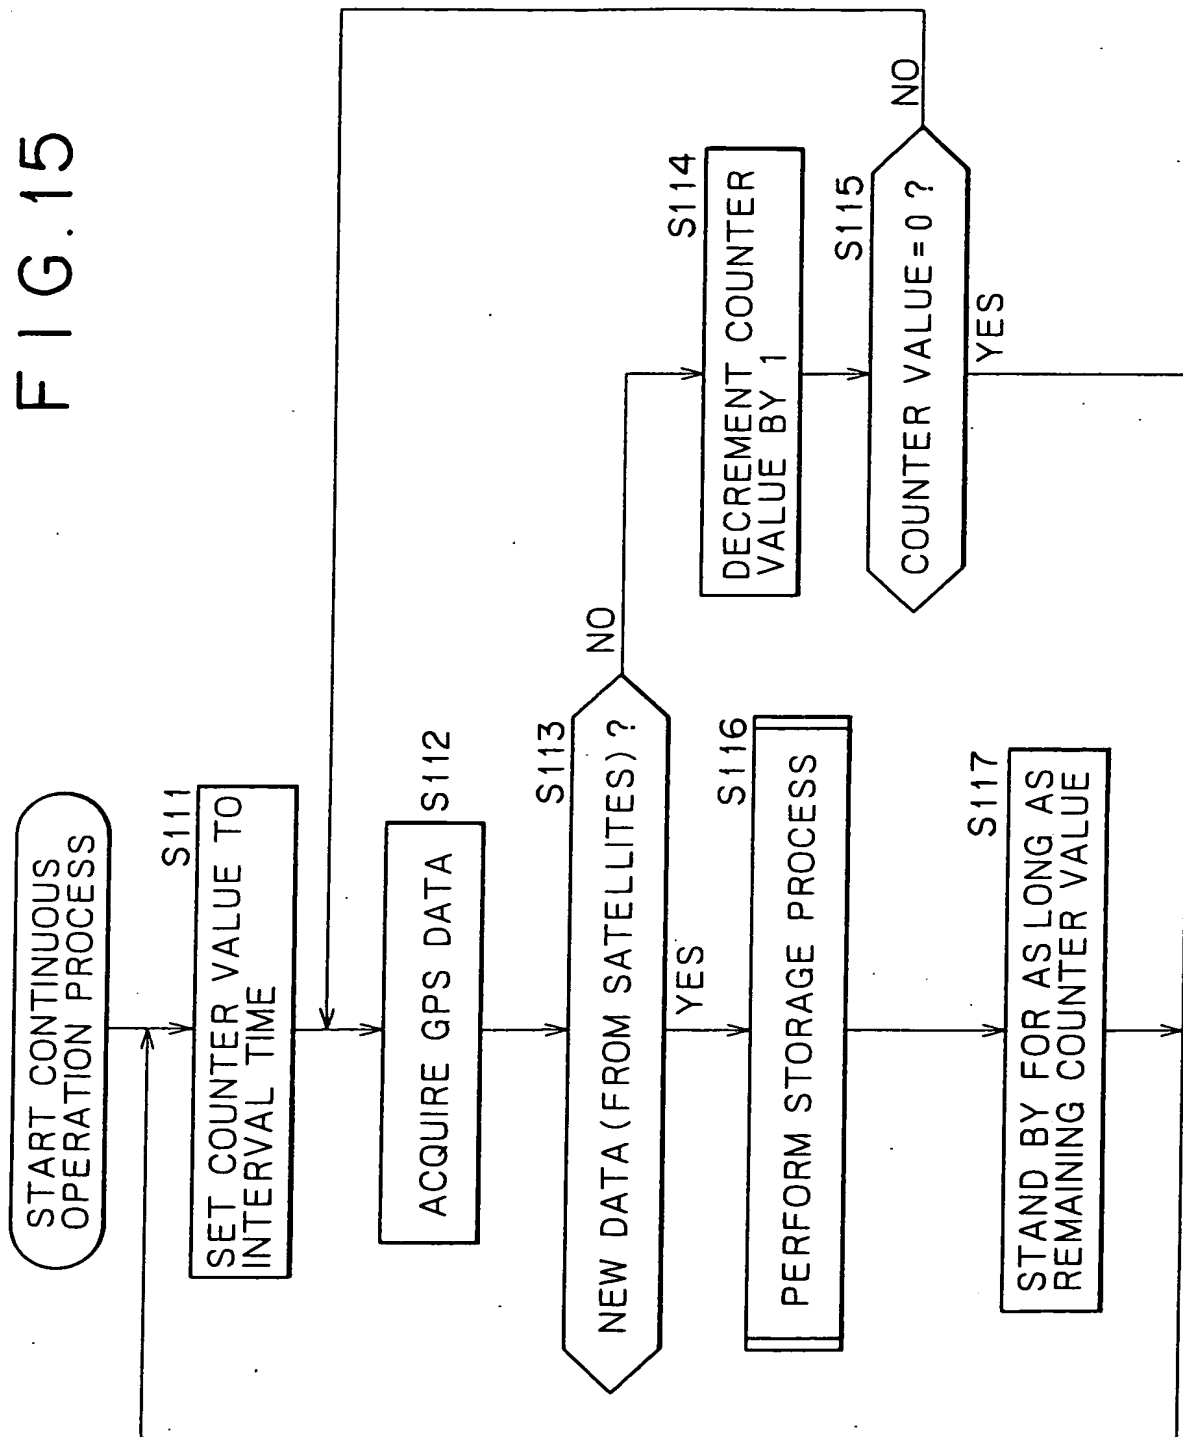 FIG.15
START CONTINUOUS
OPERATION PROCESS
S111
SET COUNTER VALUE TO
INTERVAL TIME
ACQUIRE GPS DATA
S112
S113
NEW DATA (FROM SATELLITES) ?
NO
YES
S114
DECREMENT COUNTER
VALUE BY 1
S115
COUNTER VALUE=0 ?
NO
YES
S116
PERFORM STORAGE PROCESS
S117
STAND BY FOR AS LONG AS
REMAINING COUNTER VALUE